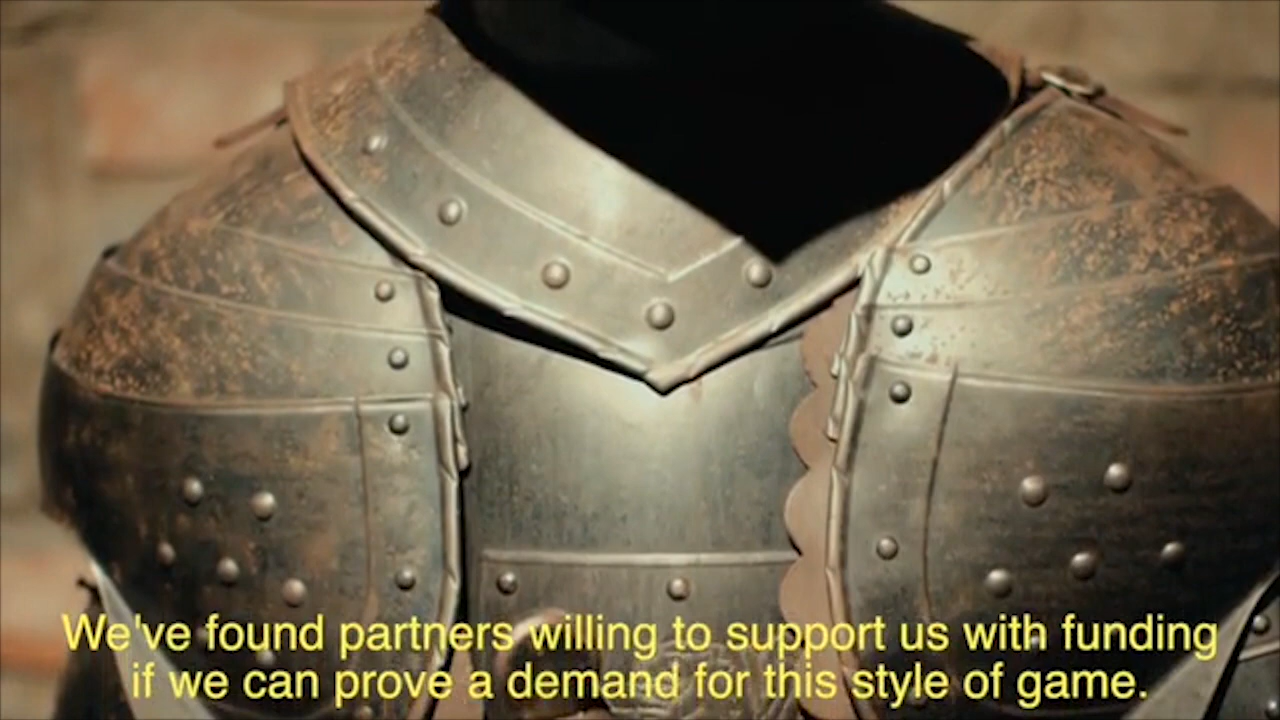 We've found partners willing to support us with funding
if we can prove a demand for this style of game.